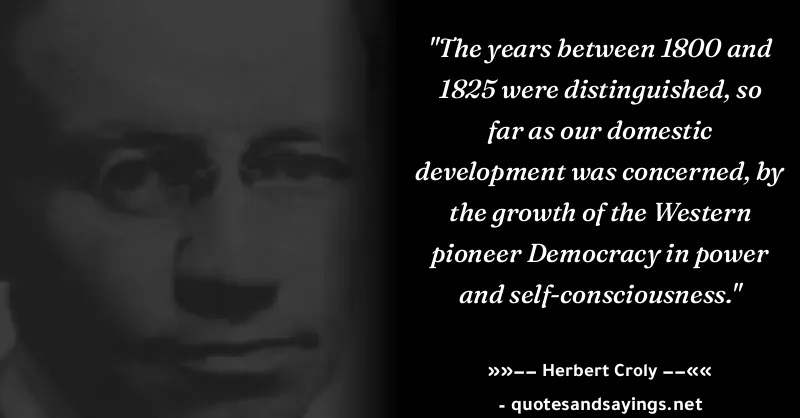 "The years between 1800 and
1825 were distinguished, so
far as our domestic
development was concerned, by
the growth of the Western
pioneer Democracy in power
and self-consciousness."
»»–– Herbert Croly ––««
- quotesandsayings.net